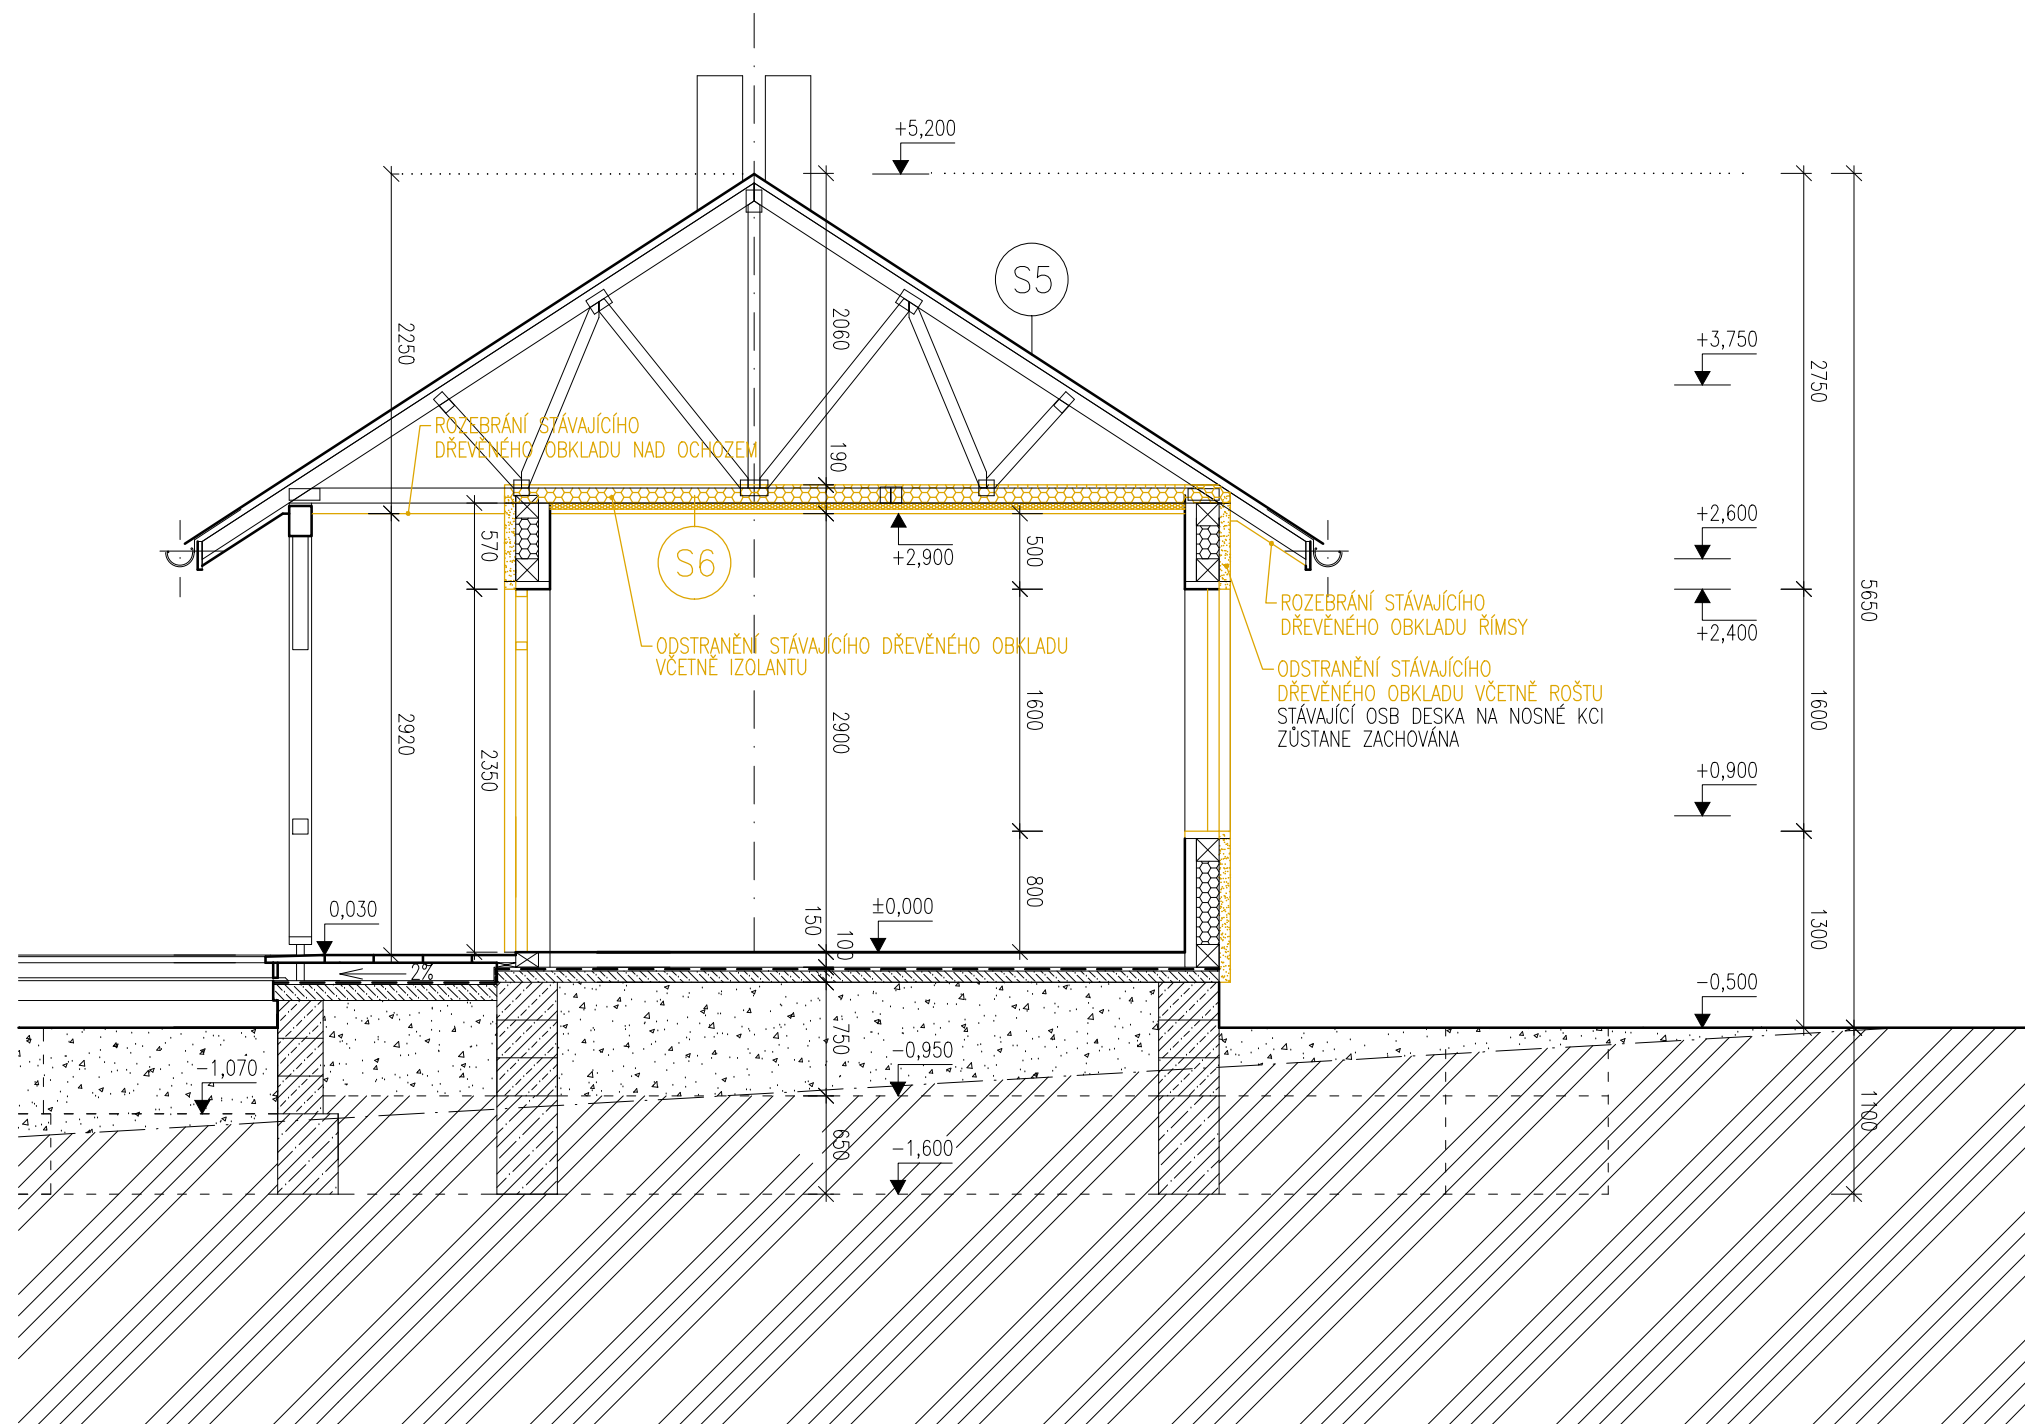 +5,200
S5
2250
2060
+3,750
2750
ROZEBRÁNÍ STÁVAJÍCÍHO
DŘEVĚNÉHO OBKLADU NAD OCHOZEM
190
+2,600
570
S6
+2,900
500
5650
ROZEBRÁNÍ STÁVAJÍCÍHO
DŘEVĚNÉHO OBKLADU ŘÍMSY
+2,400
ODSTRANĚNÍ STÁVAJÍCÍHO DŘEVĚNÉHO OBKLADU
VČETNĚ IZOLANTU
ODSTRANĚNÍ STÁVAJÍCÍHO
DŘEVĚNÉHO OBKLADU VČETNĚ ROŠTU
STÁVAJÍCÍ OSB DESKA NA NOSNÉ KCI
ZŮSTANE ZACHOVÁNA
2920
2350
2900
1600
1600
+0,900
800
0,030
150
100
±0,000
1300
2%
-0,500
750
-0,950
-1,070
1100
650
-1,600